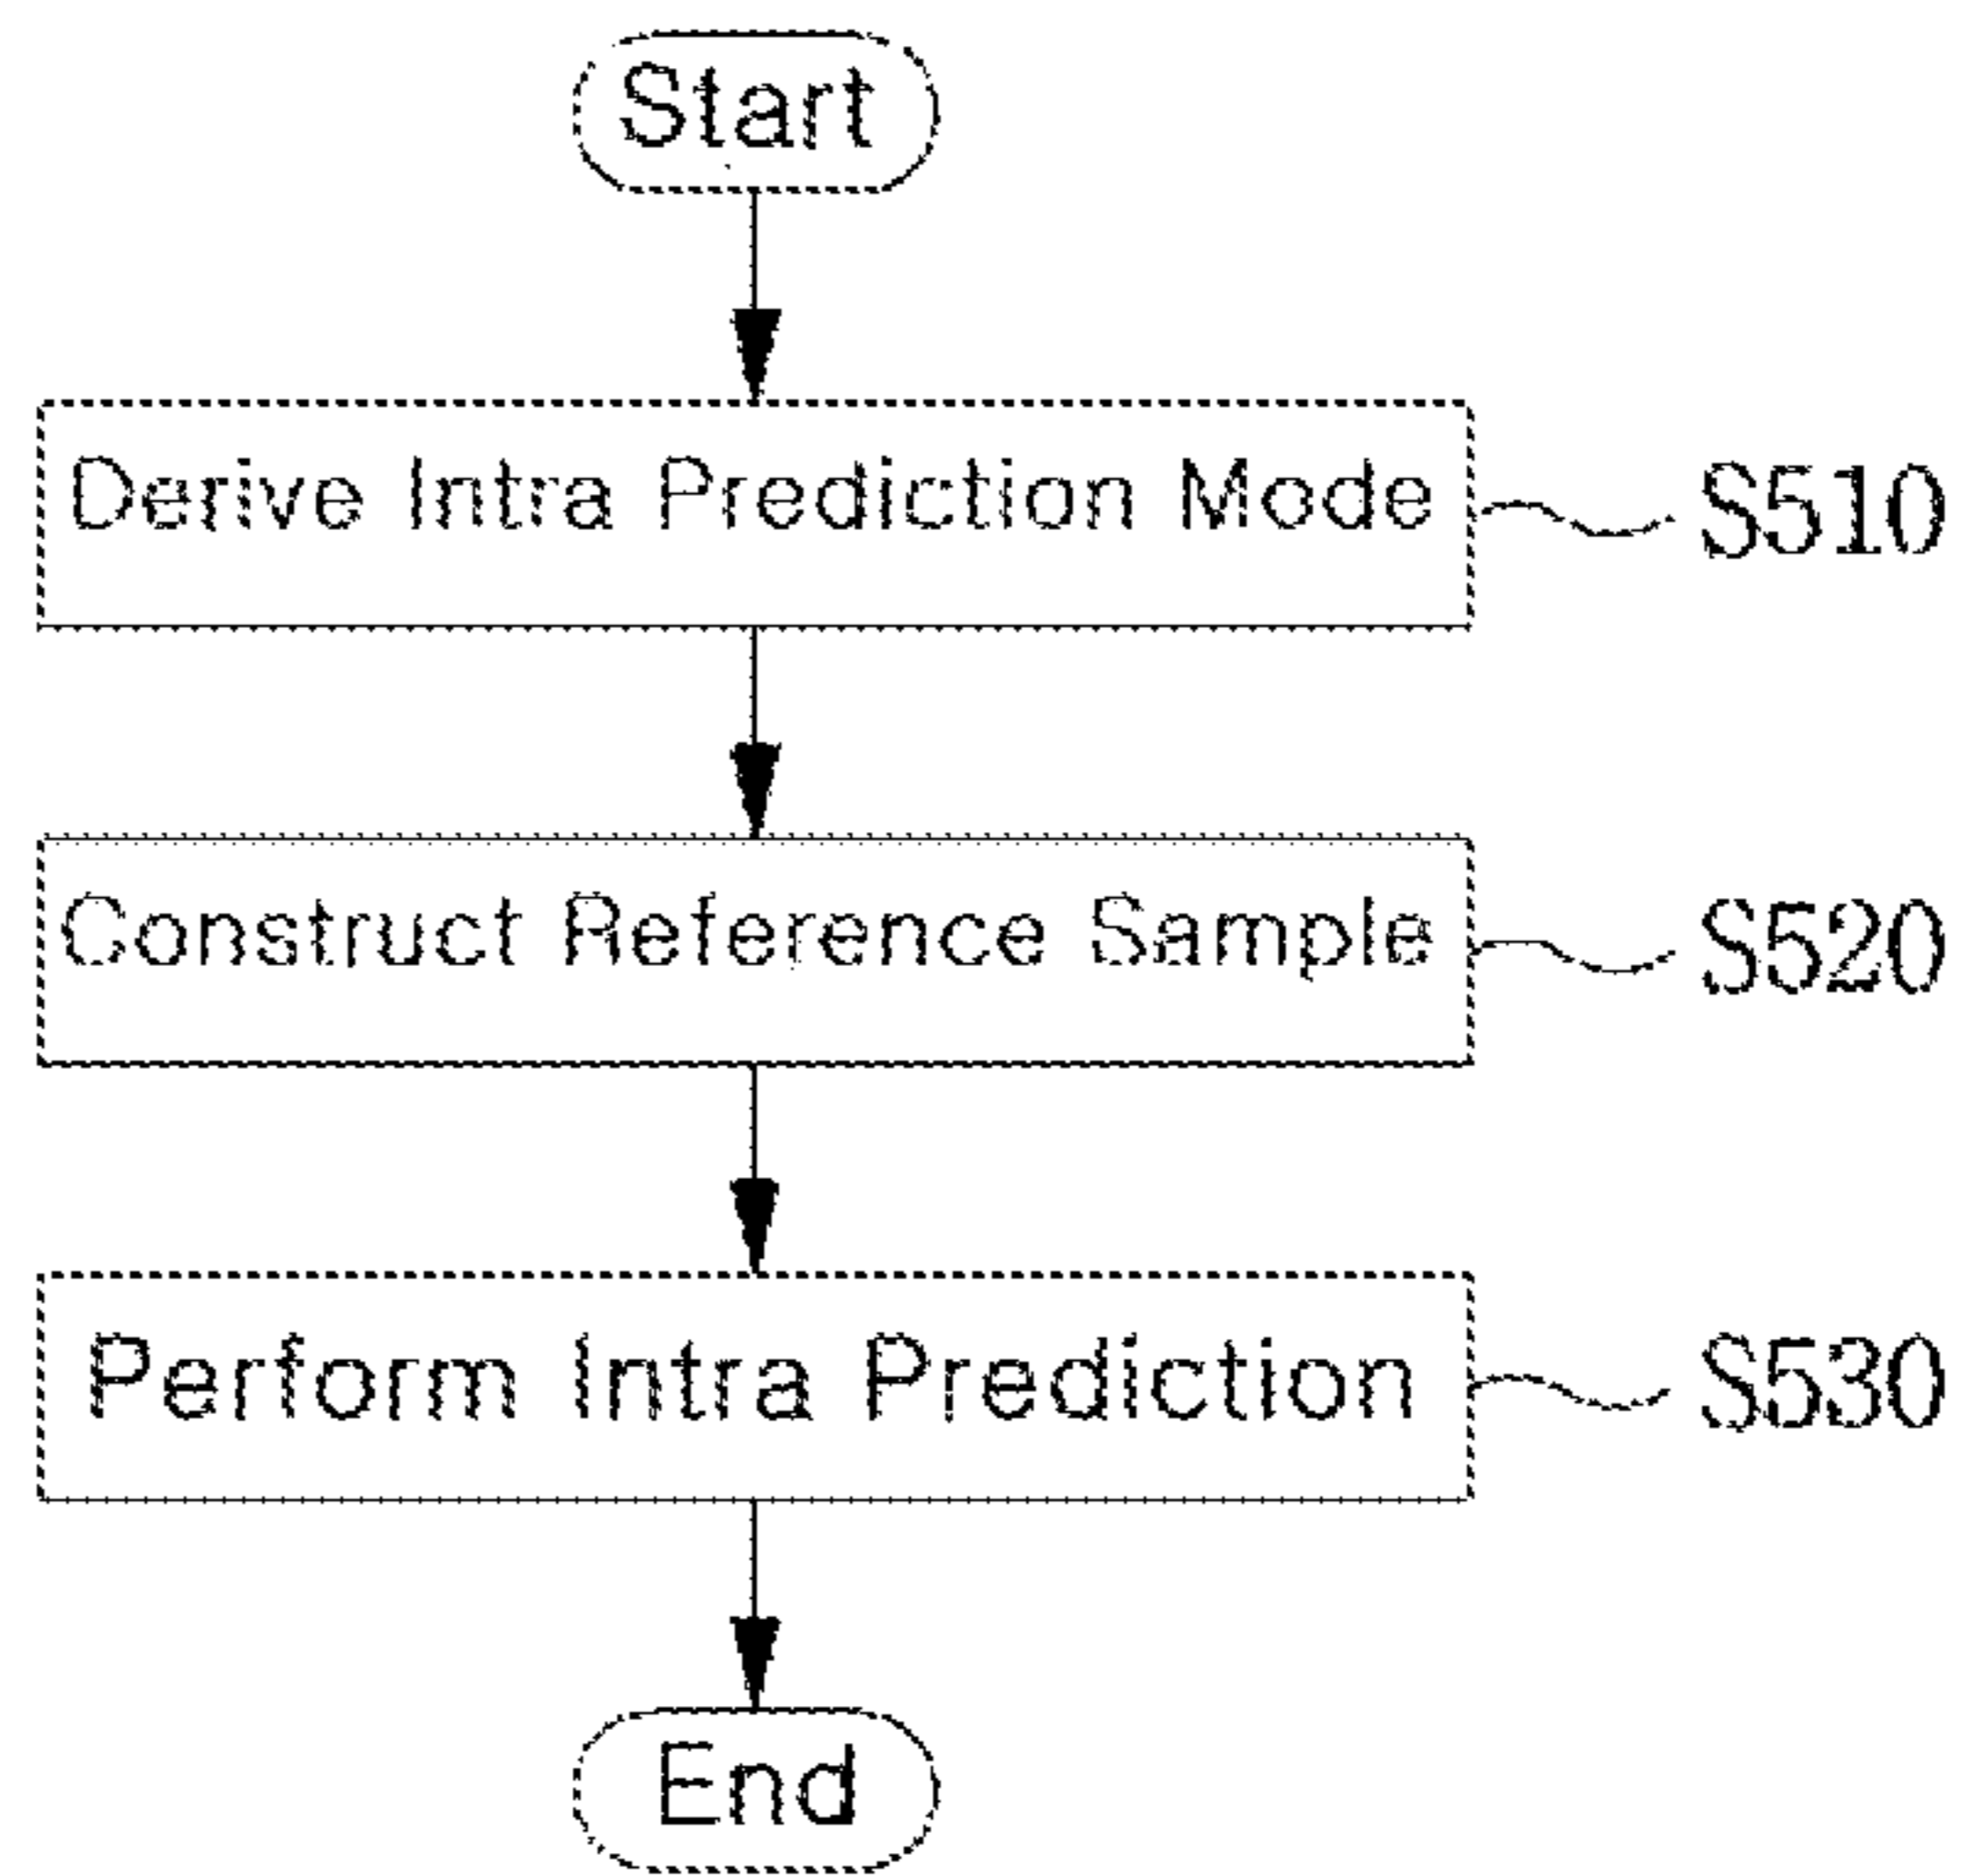 Start
Derive Intra Prediction Mode S510
Construct Reference Sample S520
Perform Intra Prediction S530
End